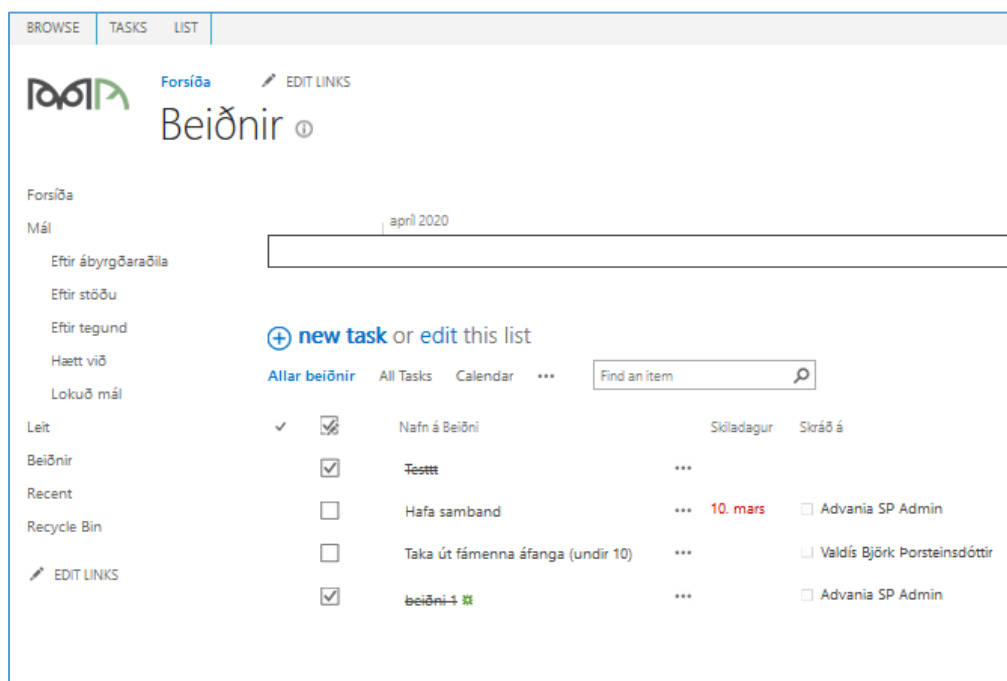 BROWSE TASKS LIST
Forsíða EDIT LINKS
Beiðnir
Forsíða
Mál
Eftir ábyrgðaraðila
Eftir stöðu
Eftir tegund
Hætt við
Lokuð mál
Leit
Beiðnir
Recent
Recycle Bin
EDIT LINKS
apríl 2020
new task or edit this list
Allar beiðnir All Tasks Calendar ••• Find an item
Nafn á Beiðni Skiladagur Skráð á
Testtt •••
Hafa samband ••• 10. mars Advania SP Admin
Taka út fámenna áfanga (undir 10) ••• Valdís Björk Þorsteinsdóttir
beiðni 1 ••• Advania SP Admin